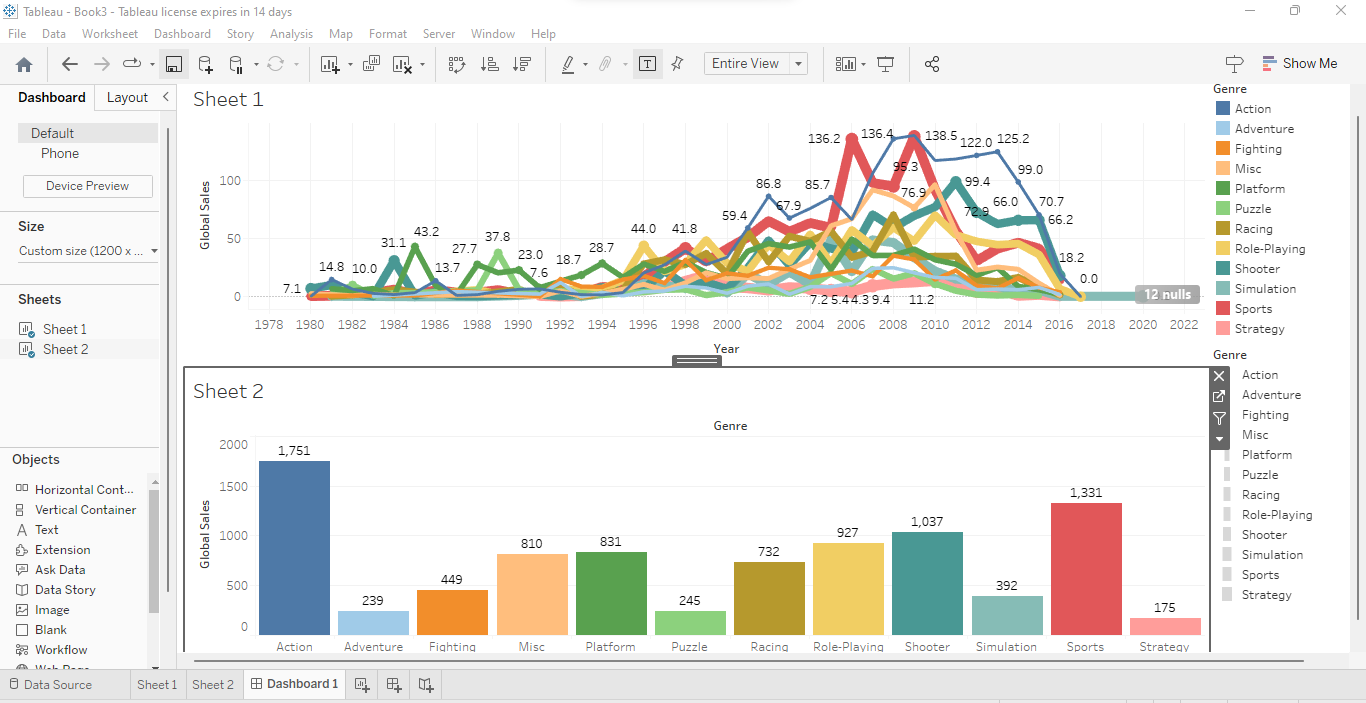 Tableau - Book3 - Tableau license expires in 14 days
File Data Worksheet Dashboard Story Analysis Map Format Server Window Help
Entire View
Show Me
Dashboard Layout
Default
Phone
Device Preview
Size
Custom size (1200 x ...
Sheets
Sheet 1
Sheet 2
Objects
Horizontal Cont...
Vertical Container
Text
Extension
Ask Data
Data Story
Image
Blank
Workflow
Web Page
Sheet 1
Global Sales
100
50
0
7.1 14.8 10.0 31.1 43.2 13.7 27.7 37.8 23.0 7.6 18.7 28.7 44.0 41.8 59.4 86.8 67.9 85.7 136.2 136.4 95.3 76.9 138.5 122.0 125.2 99.4 99.0 72.9 66.0 70.7 66.2 18.2 0.0
7.2 5.4 4.3 9.4 11.2
12 nulls
1978 1980 1982 1984 1986 1988 1990 1992 1994 1996 1998 2000 2002 2004 2006 2008 2010 2012 2014 2016 2018 2020 2022
Year
Genre
Action
Adventure
Fighting
Misc
Platform
Puzzle
Racing
Role-Playing
Shooter
Simulation
Sports
Strategy
Sheet 2
Genre
Global Sales
2000
1500
1000
500
0
1,751 239 449 810 831 245 732 927 1,037 392 1,331 175
Action Adventure Fighting Misc Platform Puzzle Racing Role-Playing Shooter Simulation Sports Strategy
Genre
Action
Adventure
Fighting
Misc
Platform
Puzzle
Racing
Role-Playing
Shooter
Simulation
Sports
Strategy
Data Source Sheet 1 Sheet 2 Dashboard 1